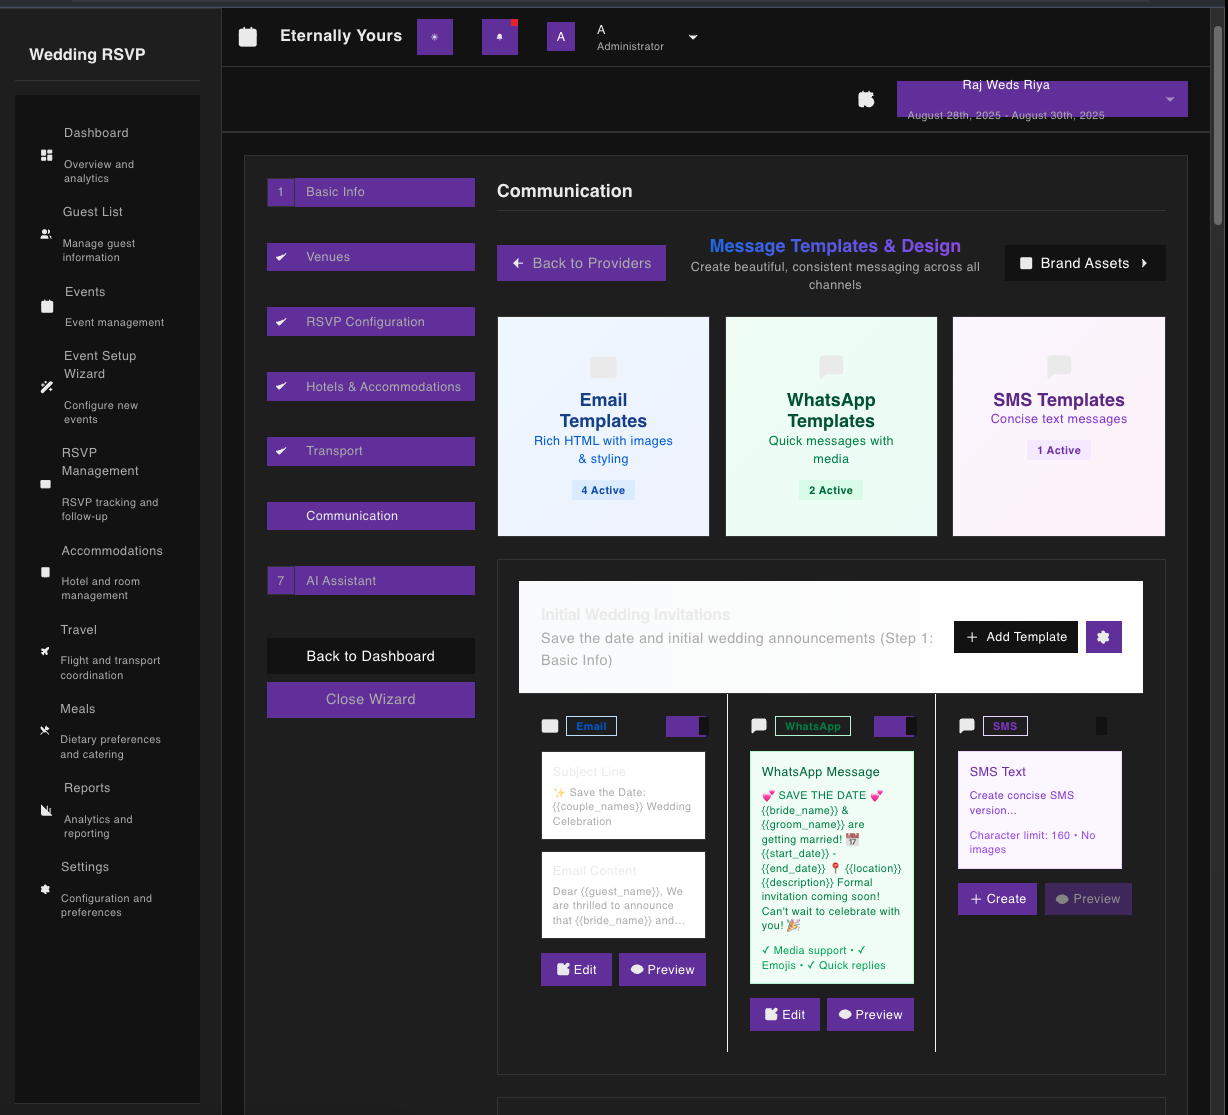 Wedding RSVP
Dashboard
Overview and
analytics
Guest List
Manage guest
information
Events
Event management
Event Setup
Wizard
Configure new
events
RSVP
Management
RSVP tracking and
follow-up
Accommodations
Hotel and room
management
Travel
Flight and transport
coordination
Meals
Dietary preferences
and catering
Reports
Analytics and
reporting
Settings
Configuration and
preferences
Eternally Yours
A
A
Administrator
Raj Weds Riya
August 28th, 2025 - August 30th, 2025
1 Basic Info
Venues
RSVP Configuration
Hotels & Accommodations
Transport
Communication
7 AI Assistant
Back to Dashboard
Close Wizard
Communication
Back to Providers
Message Templates & Design
Create beautiful, consistent messaging across all
channels
Brand Assets
Email
Templates
Rich HTML with images
& styling
4 Active
WhatsApp
Templates
Quick messages with
media
2 Active
SMS Templates
Concise text messages
1 Active
Initial Wedding Invitations
Save the date and initial wedding announcements (Step 1:
Basic Info)
Add Template
Email
Subject Line
✨ Save the Date:
{{couple_names}} Wedding
Celebration
Email Content
Dear {{guest_name}}, We
are thrilled to announce
that {{bride_name}} and...
Edit
Preview
WhatsApp
WhatsApp Message
💕 SAVE THE DATE 💕
{{bride_name}} &
{{groom_name}} are
getting married! 📅
{{start_date}} -
{{end_date}} 📍 {{location}}
{{description}} Formal
invitation coming soon!
Can't wait to celebrate with
you! 🎉
✓ Media support • ✓
Emojis • ✓ Quick replies
Edit
Preview
SMS
SMS Text
Create concise SMS
version...
Character limit: 160 • No
images
Create
Preview